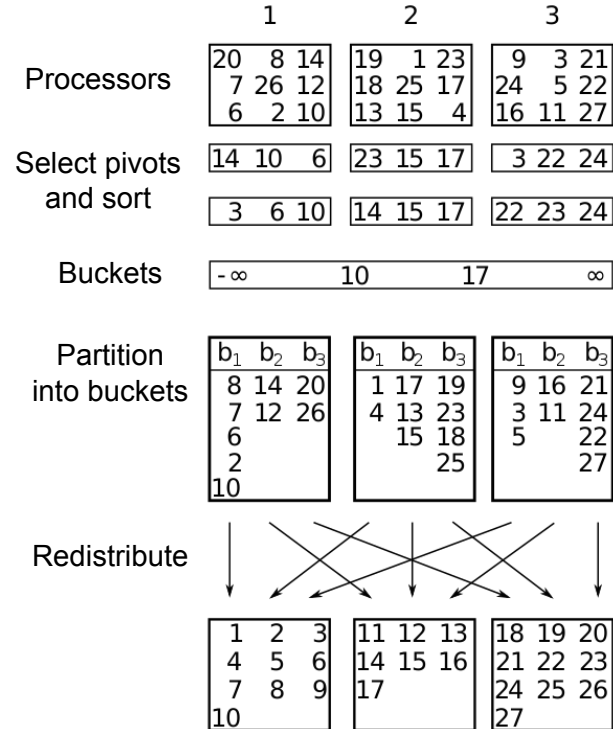 1 2 3
Processors
20 8 14 19 1 23 9 3 21
7 26 12 18 25 17 24 5 22
6 2 10 13 15 4 16 11 27
Select pivots
and sort
14 10 6 23 15 17 3 22 24
3 6 10 14 15 17 22 23 24
Buckets
-∞ 10 17 ∞
Partition
into buckets
b₁ b₂ b₃ b₁ b₂ b₃ b₁ b₂ b₃
8 14 20 1 17 19 9 16 21
7 12 26 4 13 23 3 11 24
6 15 18 5 22
2 25 27
10
Redistribute
1 2 3 11 12 13 18 19 20
4 5 6 14 15 16 21 22 23
7 8 9 17 24 25 26
10 27